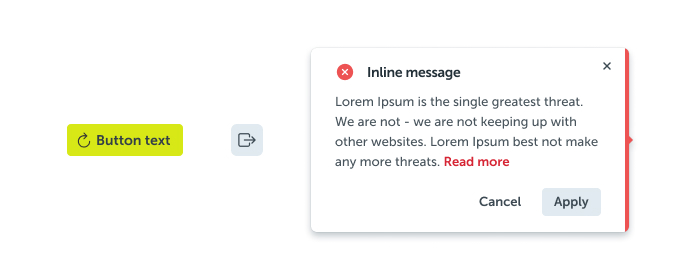 Button text
Inline message
Lorem Ipsum is the single greatest threat.
We are not - we are not keeping up with
other websites. Lorem Ipsum best not make
any more threats. Read more
Cancel Apply